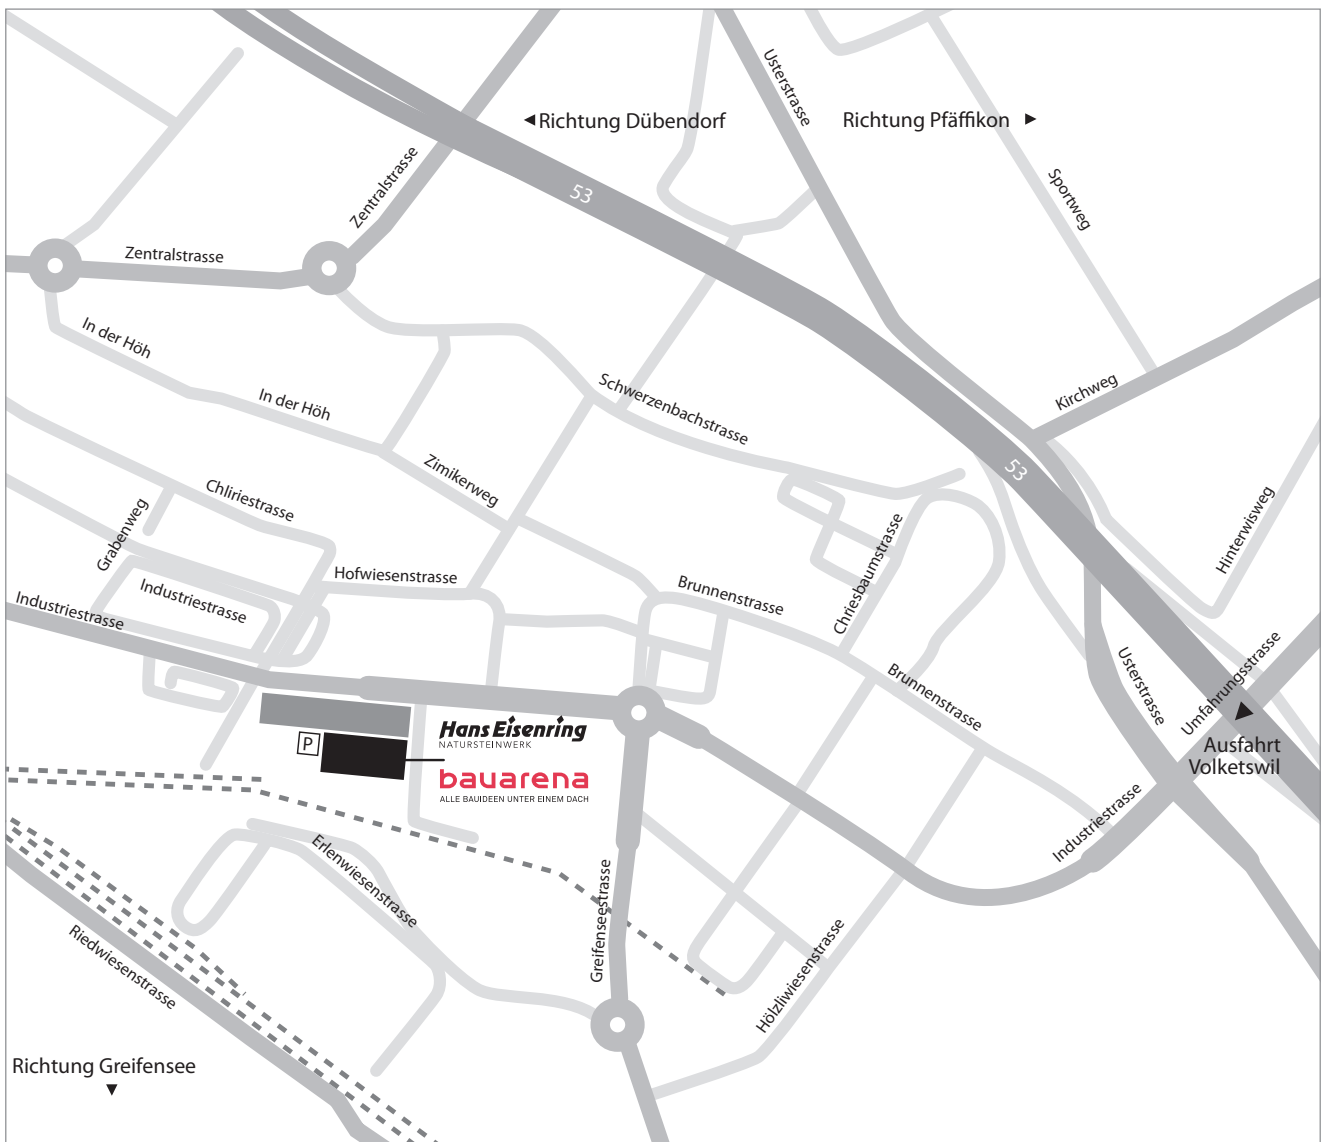 Usterstrasse
Richtung Dübendorf
Richtung Pfäffikon
53
Zentralstrasse
Sportweg
Zentralstrasse
In der Höh
In der Höh
Schwerzenbachstrasse
Kirchweg
Zimikerweg
53
Chliriestrasse
Grabenweg
Hinterwisweg
Chriesbaumstrasse
Hofwiesenstrasse
Brunnenstrasse
Industriestrasse
Industriestrasse
Brunnenstrasse
Usterstrasse
Umfahrungsstrasse
Hans Eisenring
NATURSTEINWERK
P
Ausfahrt
Volketswil
bauarena
ALLE BAUIDEEN UNTER EINEM DACH
Industriestrasse
Erlenwiesenstrasse
Greifenseestrasse
Riedwiesenstrasse
Hölzliwiesenstrasse
Richtung Greifensee